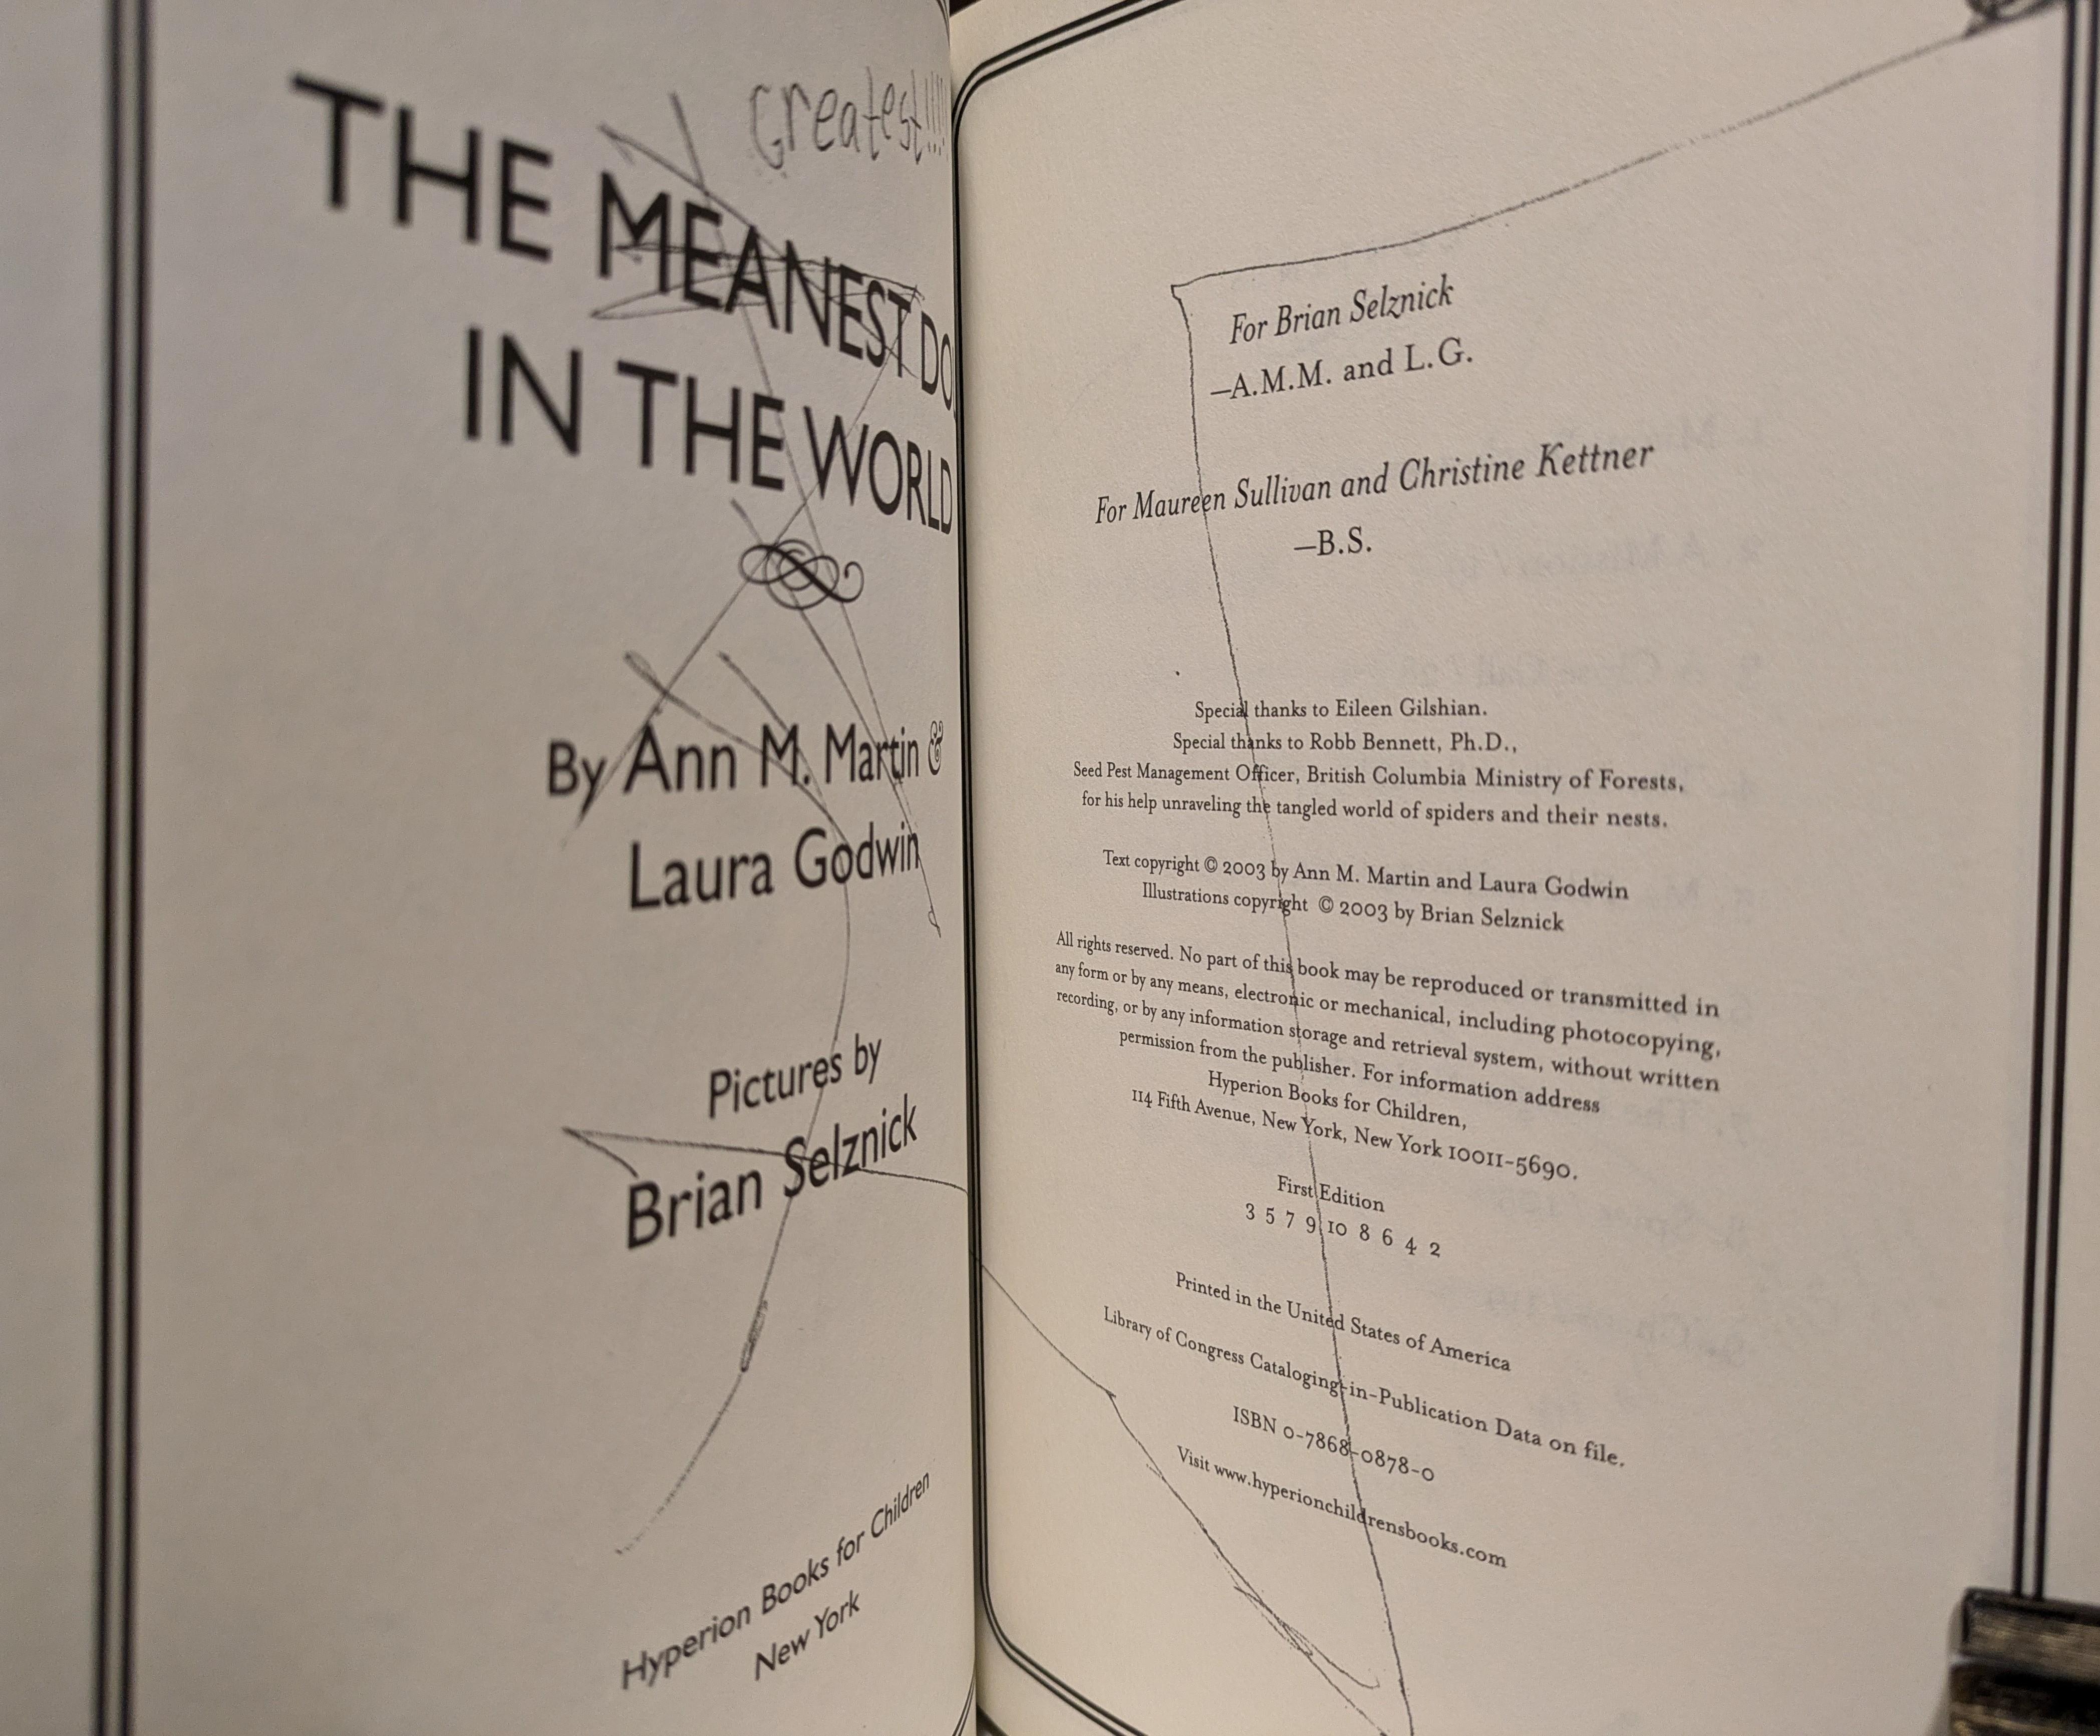 Greatest!!!!
THE MEANEST DO
IN THE WORLD
By Ann M. Martin &
Laura Godwin
Pictures by
Brian Selznick
Hyperion Books for Children
New York
For Brian Selznick
—A.M.M. and L.G.
For Maureen Sullivan and Christine Kettner
—B.S.
Special thanks to Eileen Gilshian.
Special thanks to Robb Bennett, Ph.D.,
Seed Pest Management Officer, British Columbia Ministry of Forests,
for his help unraveling the tangled world of spiders and their nests.
Text copyright © 2003 by Ann M. Martin and Laura Godwin
Illustrations copyright © 2003 by Brian Selznick
All rights reserved. No part of this book may be reproduced or transmitted in
any form or by any means, electronic or mechanical, including photocopying,
recording, or by any information storage and retrieval system, without written
permission from the publisher. For information address
Hyperion Books for Children,
114 Fifth Avenue, New York, New York 10011-5690.
First Edition
3 5 7 9 10 8 6 4 2
Printed in the United States of America
Library of Congress Cataloging-in-Publication Data on file.
ISBN 0-7868-0878-0
Visit www.hyperionchildrensbooks.com